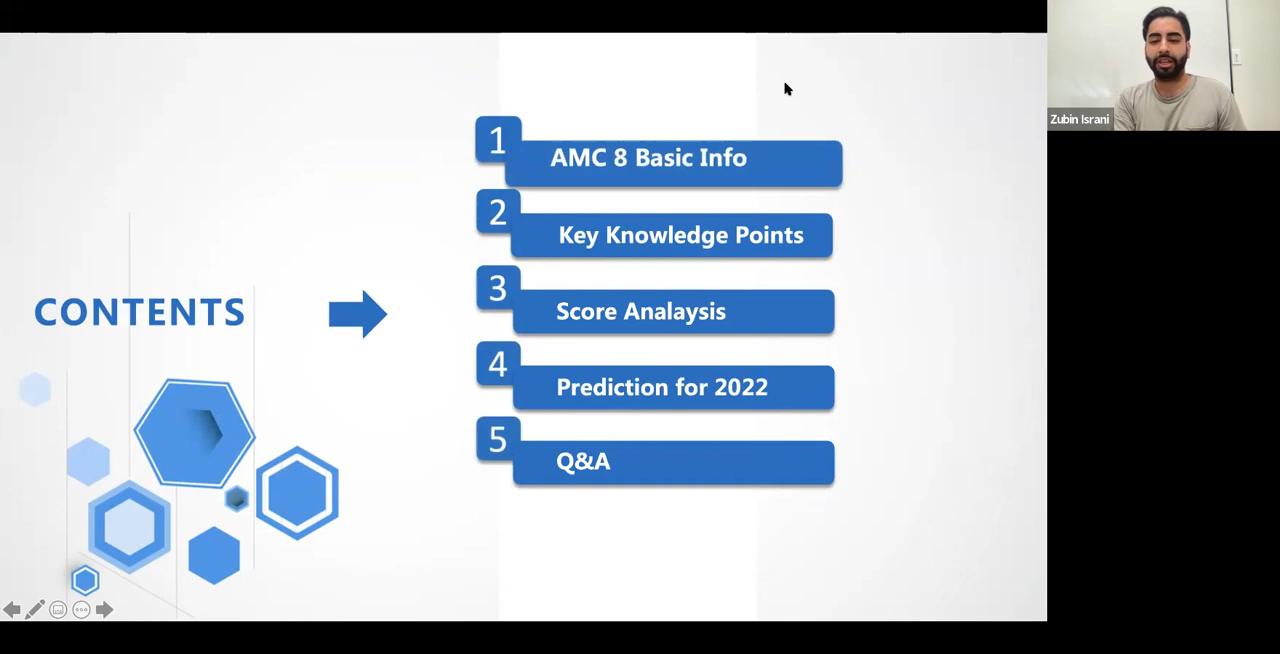 CONTENTS
1
AMC 8 Basic Info
2
Key Knowledge Points
3
Score Analaysis
4
Prediction for 2022
5
Q&A
Zubin Israni